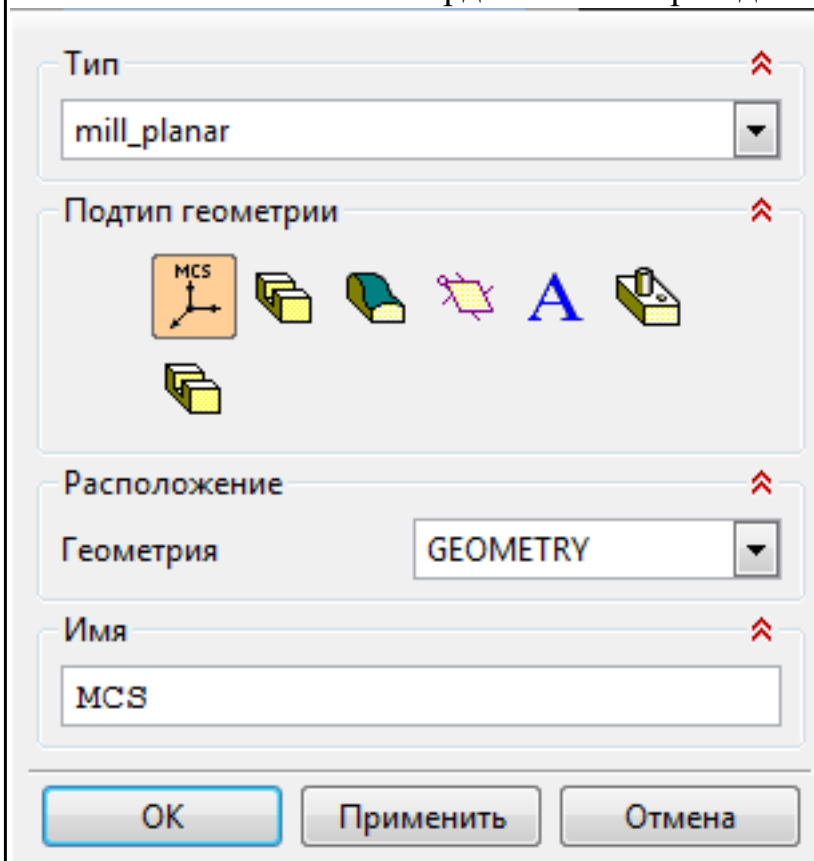 Тип
mill_planar
Подтип геометрии
MCS
A
Расположение
Геометрия GEOMETRY
Имя
MCS
OK Применить Отмена